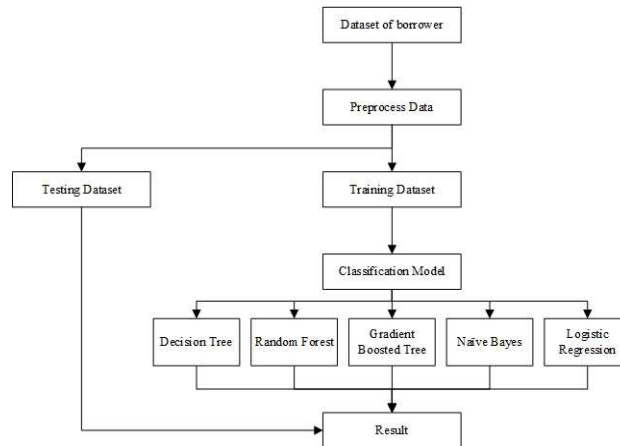 Dataset of borrower
Preprocess Data
Testing Dataset
Training Dataset
Classification Model
Decision Tree
Random Forest
Gradient
Boosted Tree
Naïve Bayes
Logistic
Regression
Result